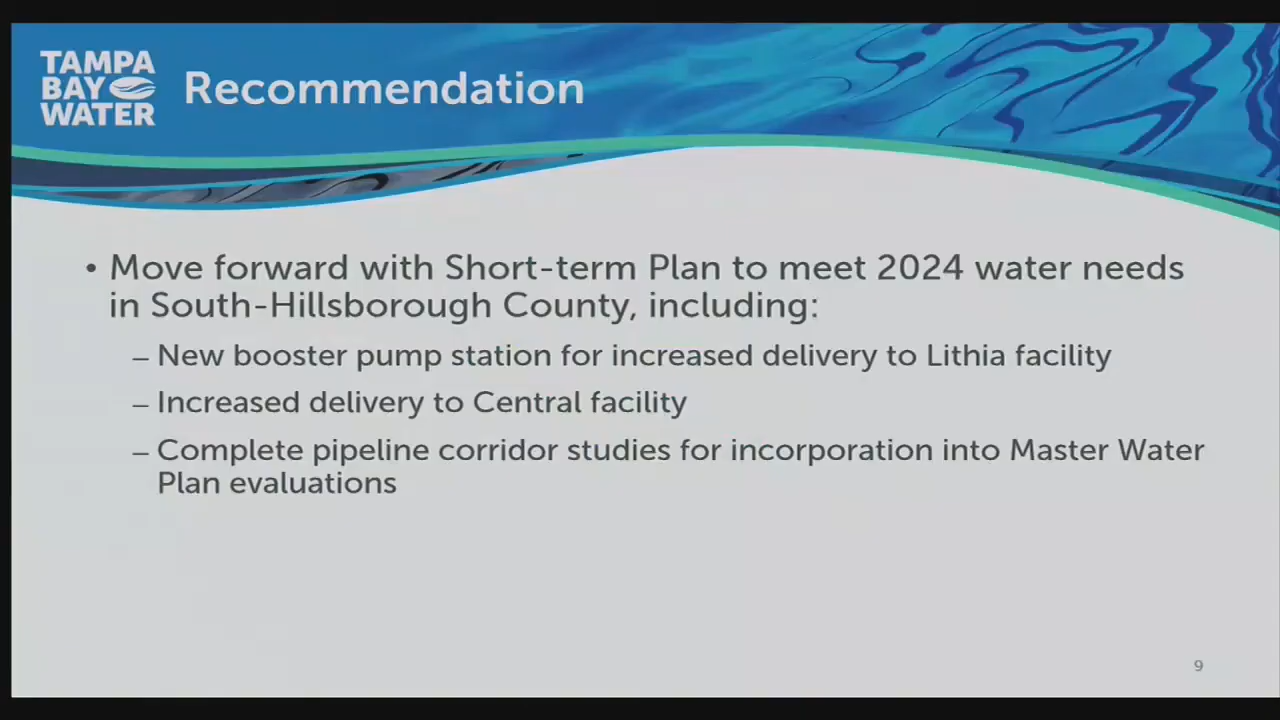 TAMPA
BAY
WATER
Recommendation
• Move forward with Short-term Plan to meet 2024 water needs
in South-Hillsborough County, including:
– New booster pump station for increased delivery to Lithia facility
– Increased delivery to Central facility
– Complete pipeline corridor studies for incorporation into Master Water
Plan evaluations
9